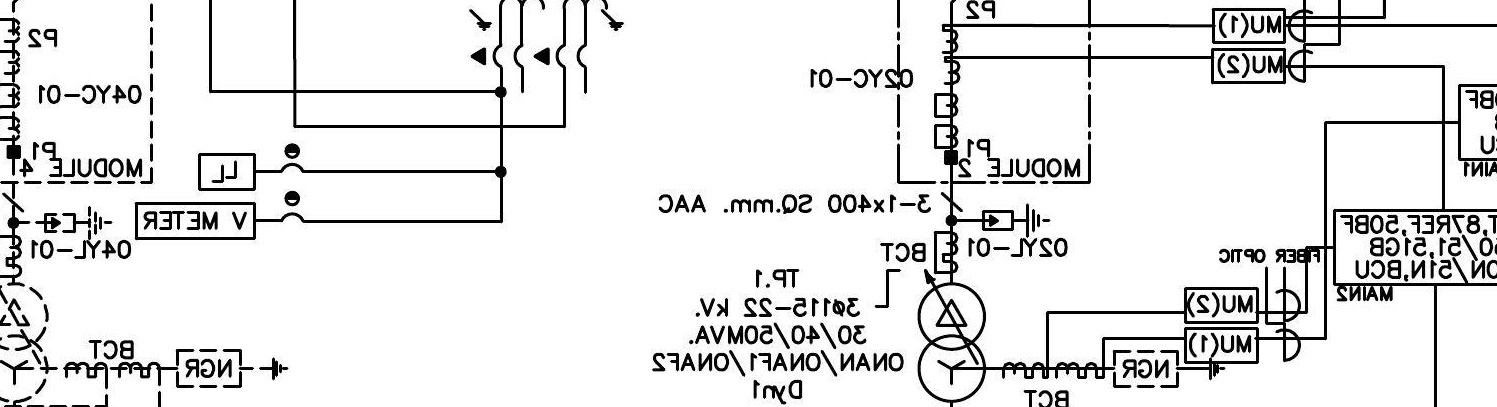 P2
04YC-01
P1
MODULE 4
LL
V METER
04YL-01
BCT
NGR
P2
MU(1)
MU(2)
02YC-01
P1
MODULE 2
3-1x400 SQ.mm. AAC
02YL-01
BCT
TP.1
3ø115-22 kV.
30/40/50MVA.
ONAN/ONAF1/ONAF2
Dyn1
BCT
NGR
MU(2)
MU(1)
FIBER OPTIC
MAIN1
T,87REF,50BF
50/51,51GB
0N/51N,BCU
MAIN2